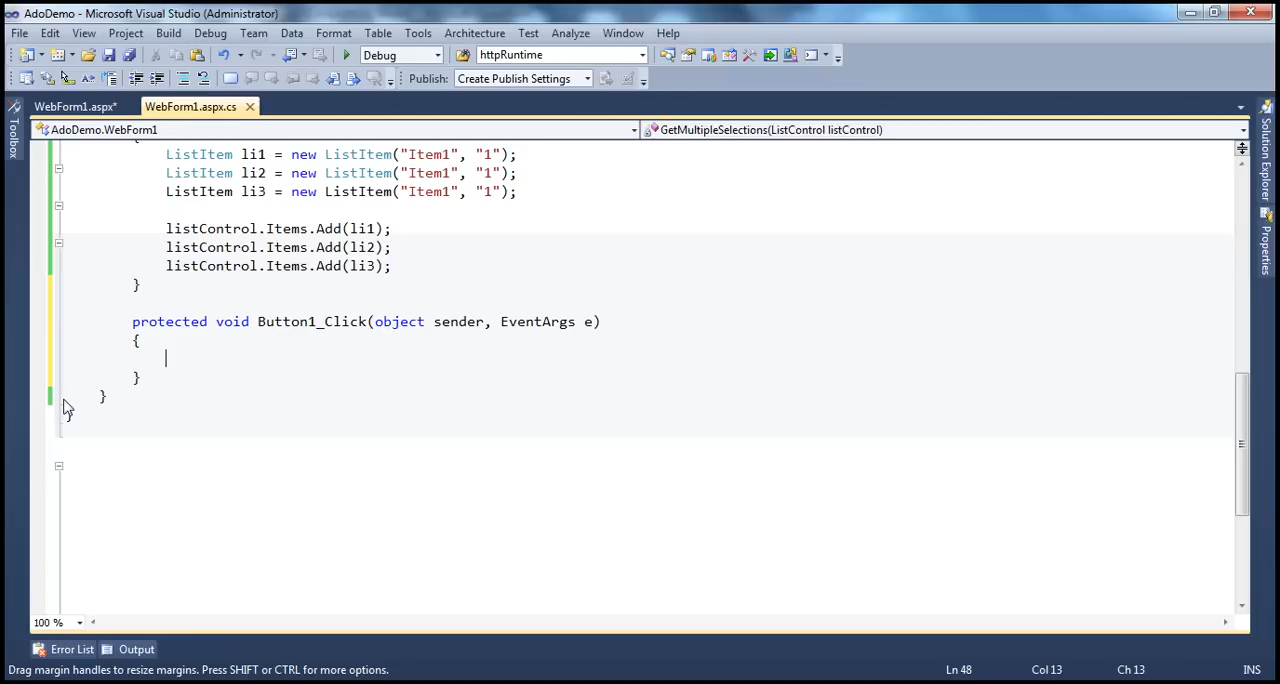 AdoDemo - Microsoft Visual Studio (Administrator)
File Edit View Project Build Debug Team Data Format Table Tools Architecture Test Analyze Window Help
Debug httpRuntime
Publish: Create Publish Settings
WebForm1.aspx* WebForm1.aspx.cs
AdoDemo.WebForm1 GetMultipleSelections(ListControl listControl)
Toolbox
Solution Explorer
Properties
{
ListItem li1 = new ListItem("Item1", "1");
ListItem li2 = new ListItem("Item1", "1");
ListItem li3 = new ListItem("Item1", "1");
listControl.Items.Add(li1);
listControl.Items.Add(li2);
listControl.Items.Add(li3);
}
protected void Button1_Click(object sender, EventArgs e)
{
}
}
}
100 %
Error List Output
Drag margin handles to resize margins. Press SHIFT or CTRL for more options. Ln 48 Col 13 Ch 13 INS